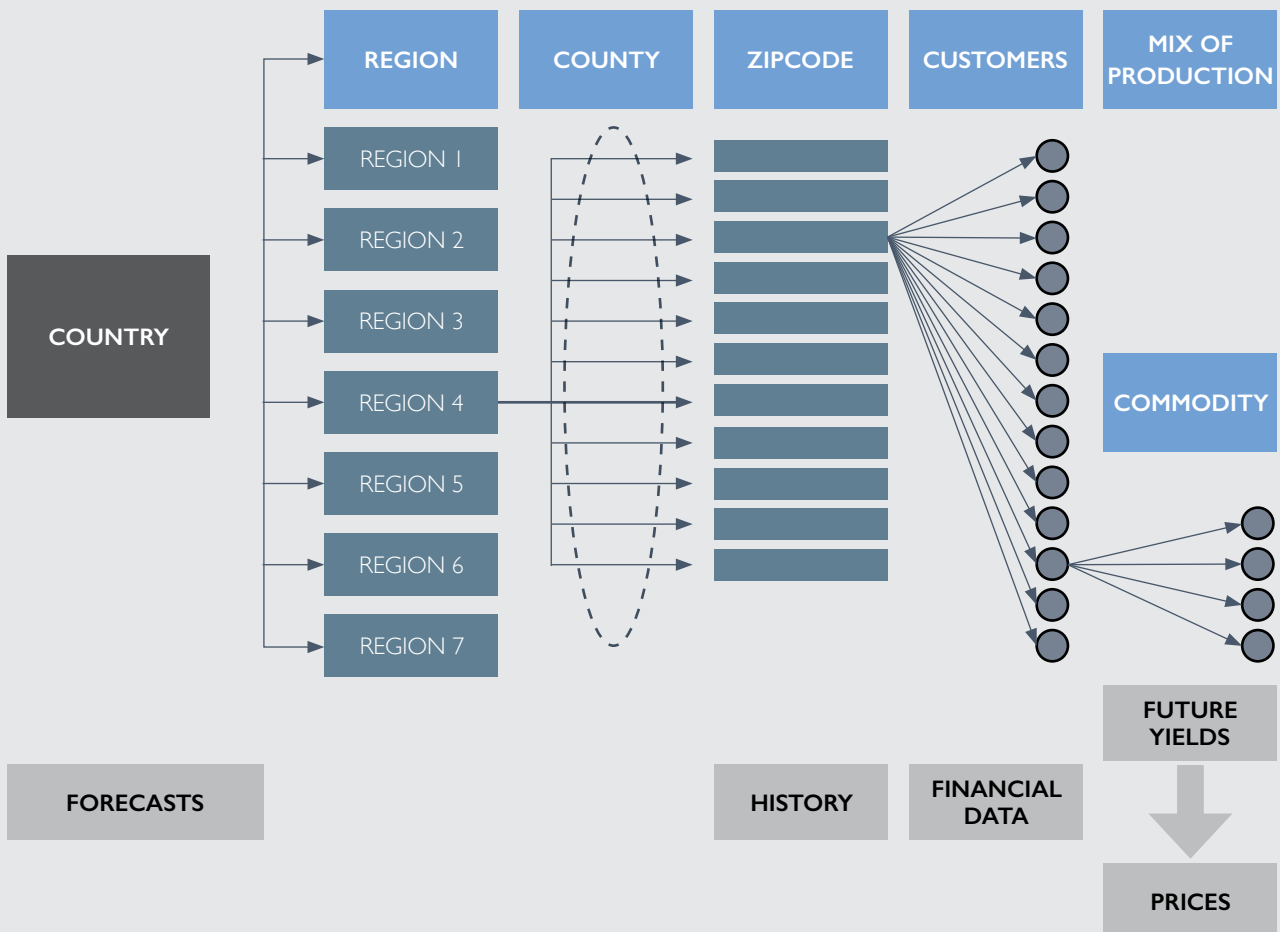 REGION
COUNTY
ZIPCODE
CUSTOMERS
MIX OF
PRODUCTION
REGION 1
REGION 2
REGION 3
REGION 4
REGION 5
REGION 6
REGION 7
COUNTRY
COMMODITY
FUTURE
YIELDS
FORECASTS
HISTORY
FINANCIAL
DATA
PRICES